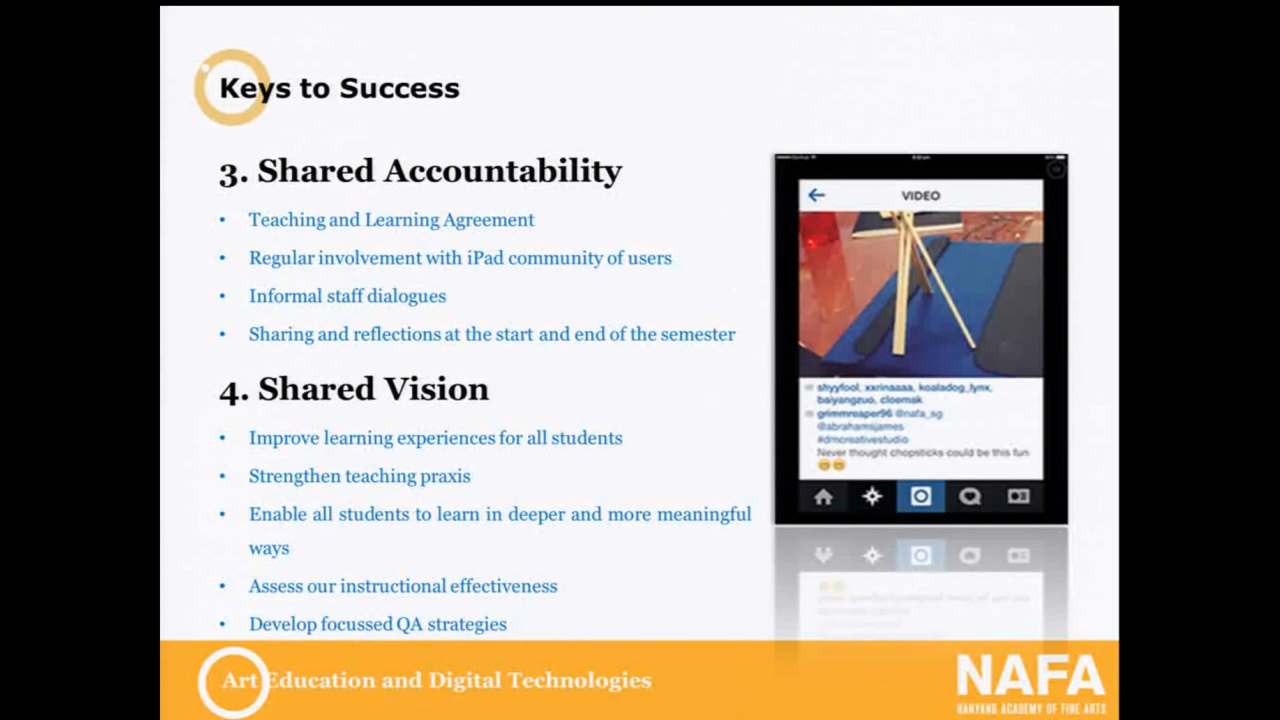 Keys to Success
3. Shared Accountability
• Teaching and Learning Agreement
• Regular involvement with iPad community of users
• Informal staff dialogues
• Sharing and reflections at the start and end of the semester
4. Shared Vision
• Improve learning experiences for all students
• Strengthen teaching praxis
• Enable all students to learn in deeper and more meaningful
ways
• Assess our instructional effectiveness
• Develop focussed QA strategies
VIDEO
shyyfool, xxrinaaaa, koaladog_lynx,
baiyangzuo, cloemak
grimmreaper96 @nafa_sg
@abrahamsjames
#dmcreativestudio
Never thought chopsticks could be this fun
Art Education and Digital Technologies
NAFA
NANYANG ACADEMY OF FINE ARTS